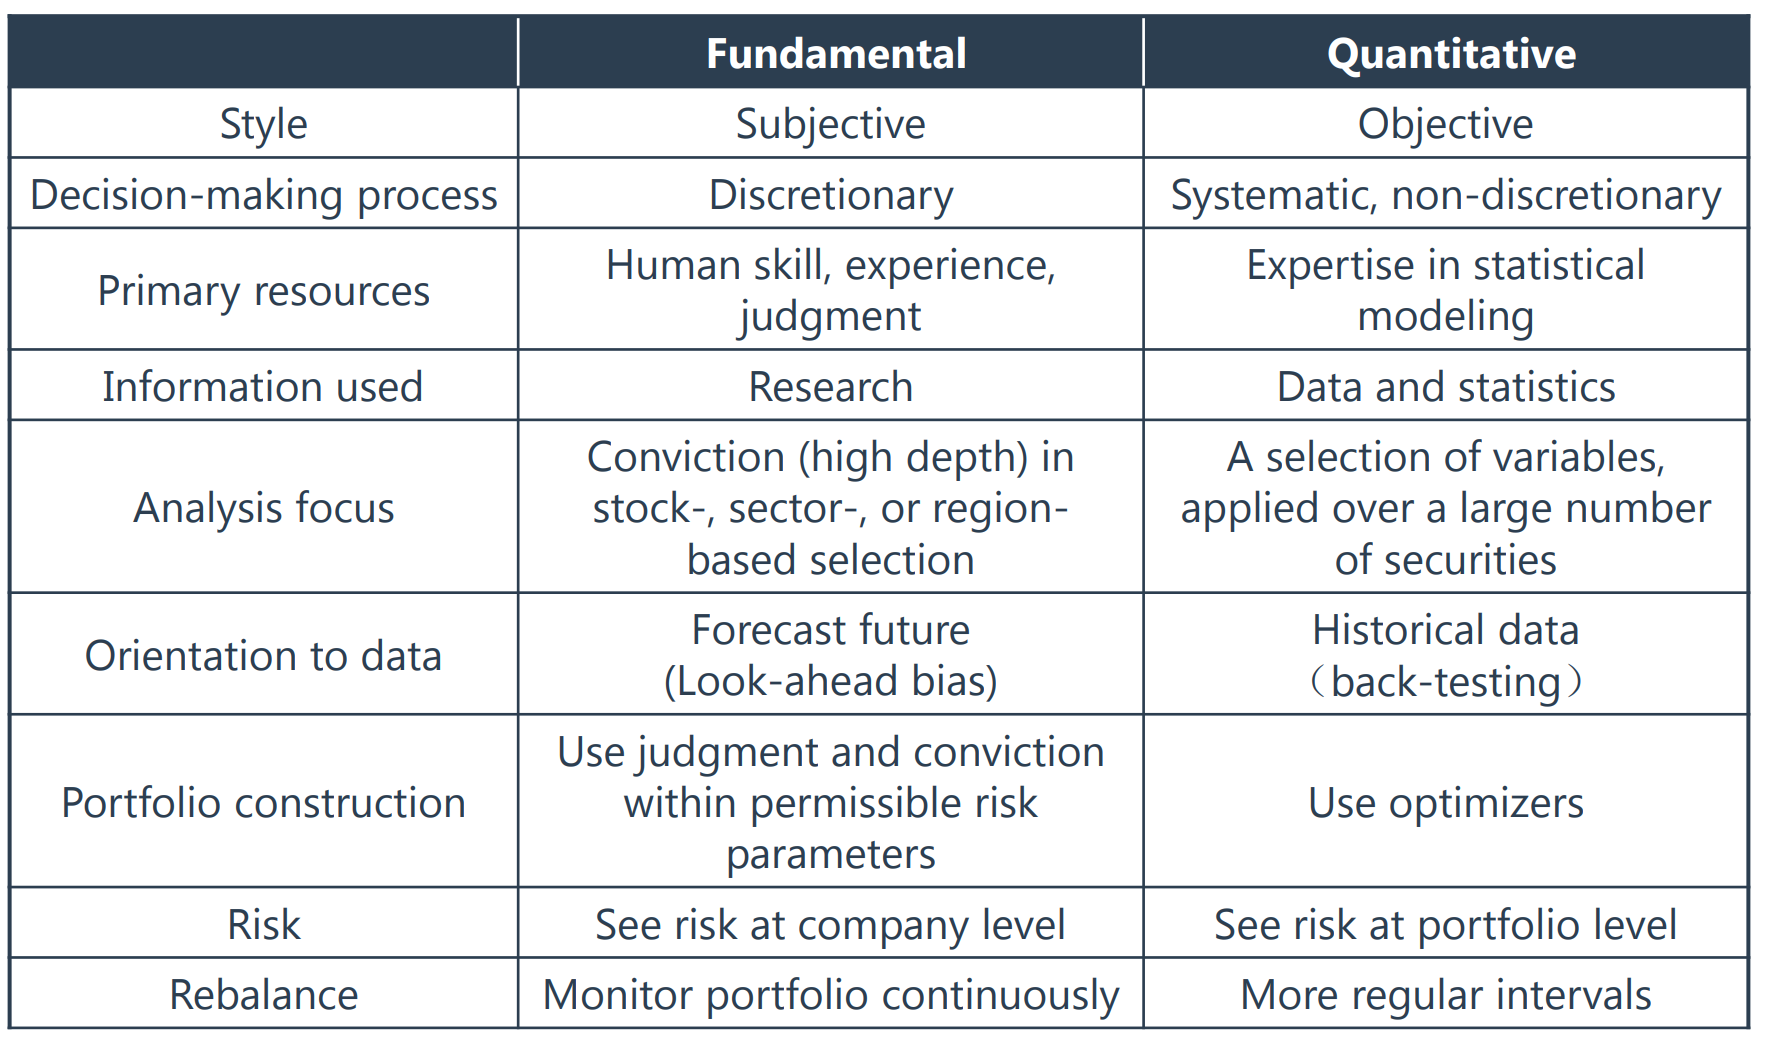 Fundamental
Quantitative
Style
Subjective
Objective
Decision-making process
Discretionary
Systematic, non-discretionary
Primary resources
Human skill, experience,
judgment
Expertise in statistical
modeling
Information used
Research
Data and statistics
Analysis focus
Conviction (high depth) in
stock-, sector-, or region-
based selection
A selection of variables,
applied over a large number
of securities
Orientation to data
Forecast future
(Look-ahead bias)
Historical data
（back-testing）
Portfolio construction
Use judgment and conviction
within permissible risk
parameters
Use optimizers
Risk
See risk at company level
See risk at portfolio level
Rebalance
Monitor portfolio continuously
More regular intervals